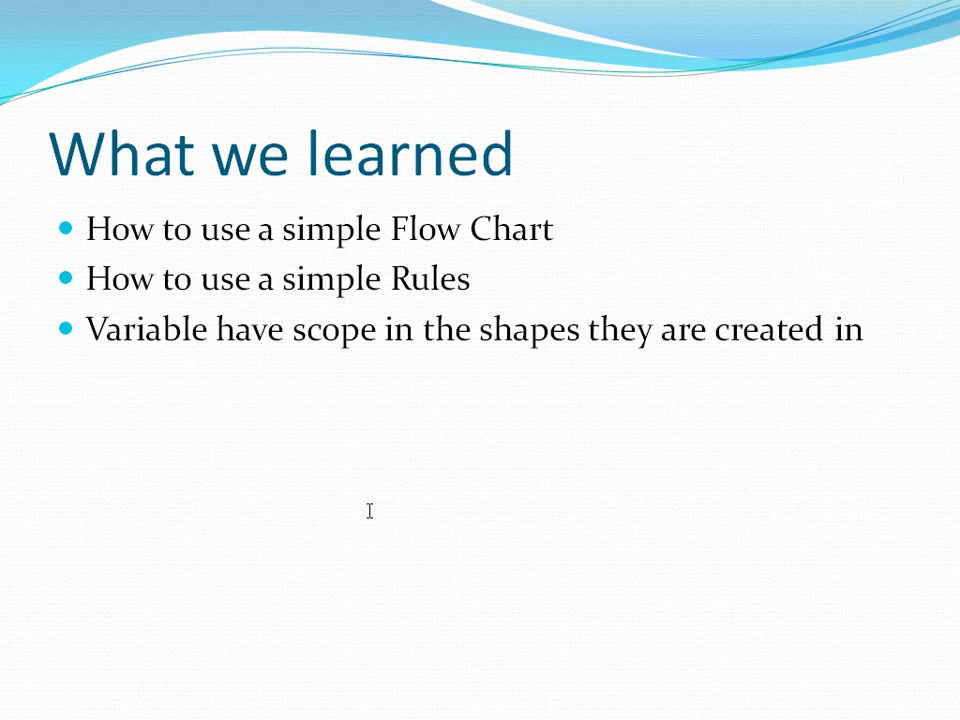 What we learned
How to use a simple Flow Chart
How to use a simple Rules
Variable have scope in the shapes they are created in